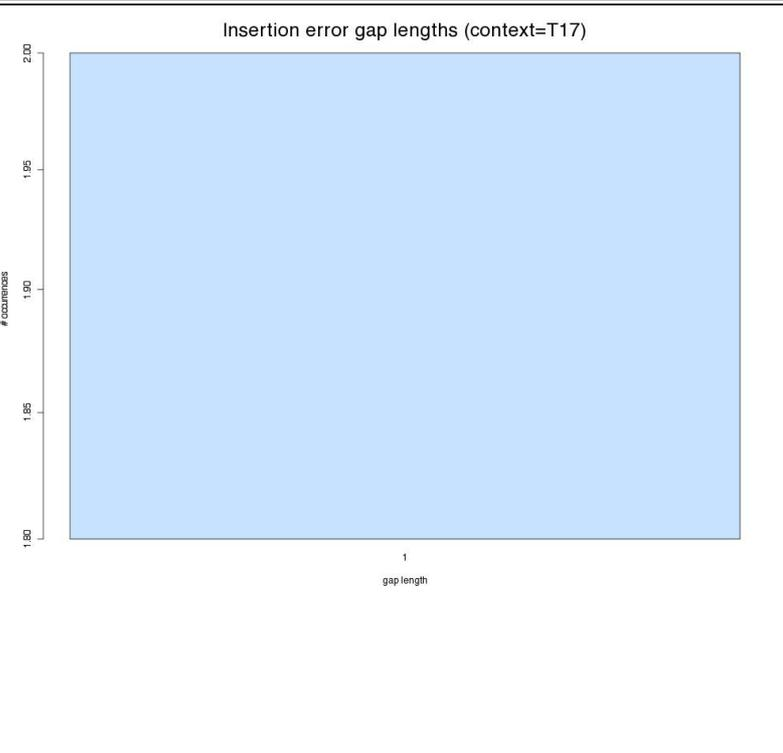 Insertion error gap lengths (context=T17)
2.00
1.95
1.90
1.85
1.80
# occurrences
1
gap length